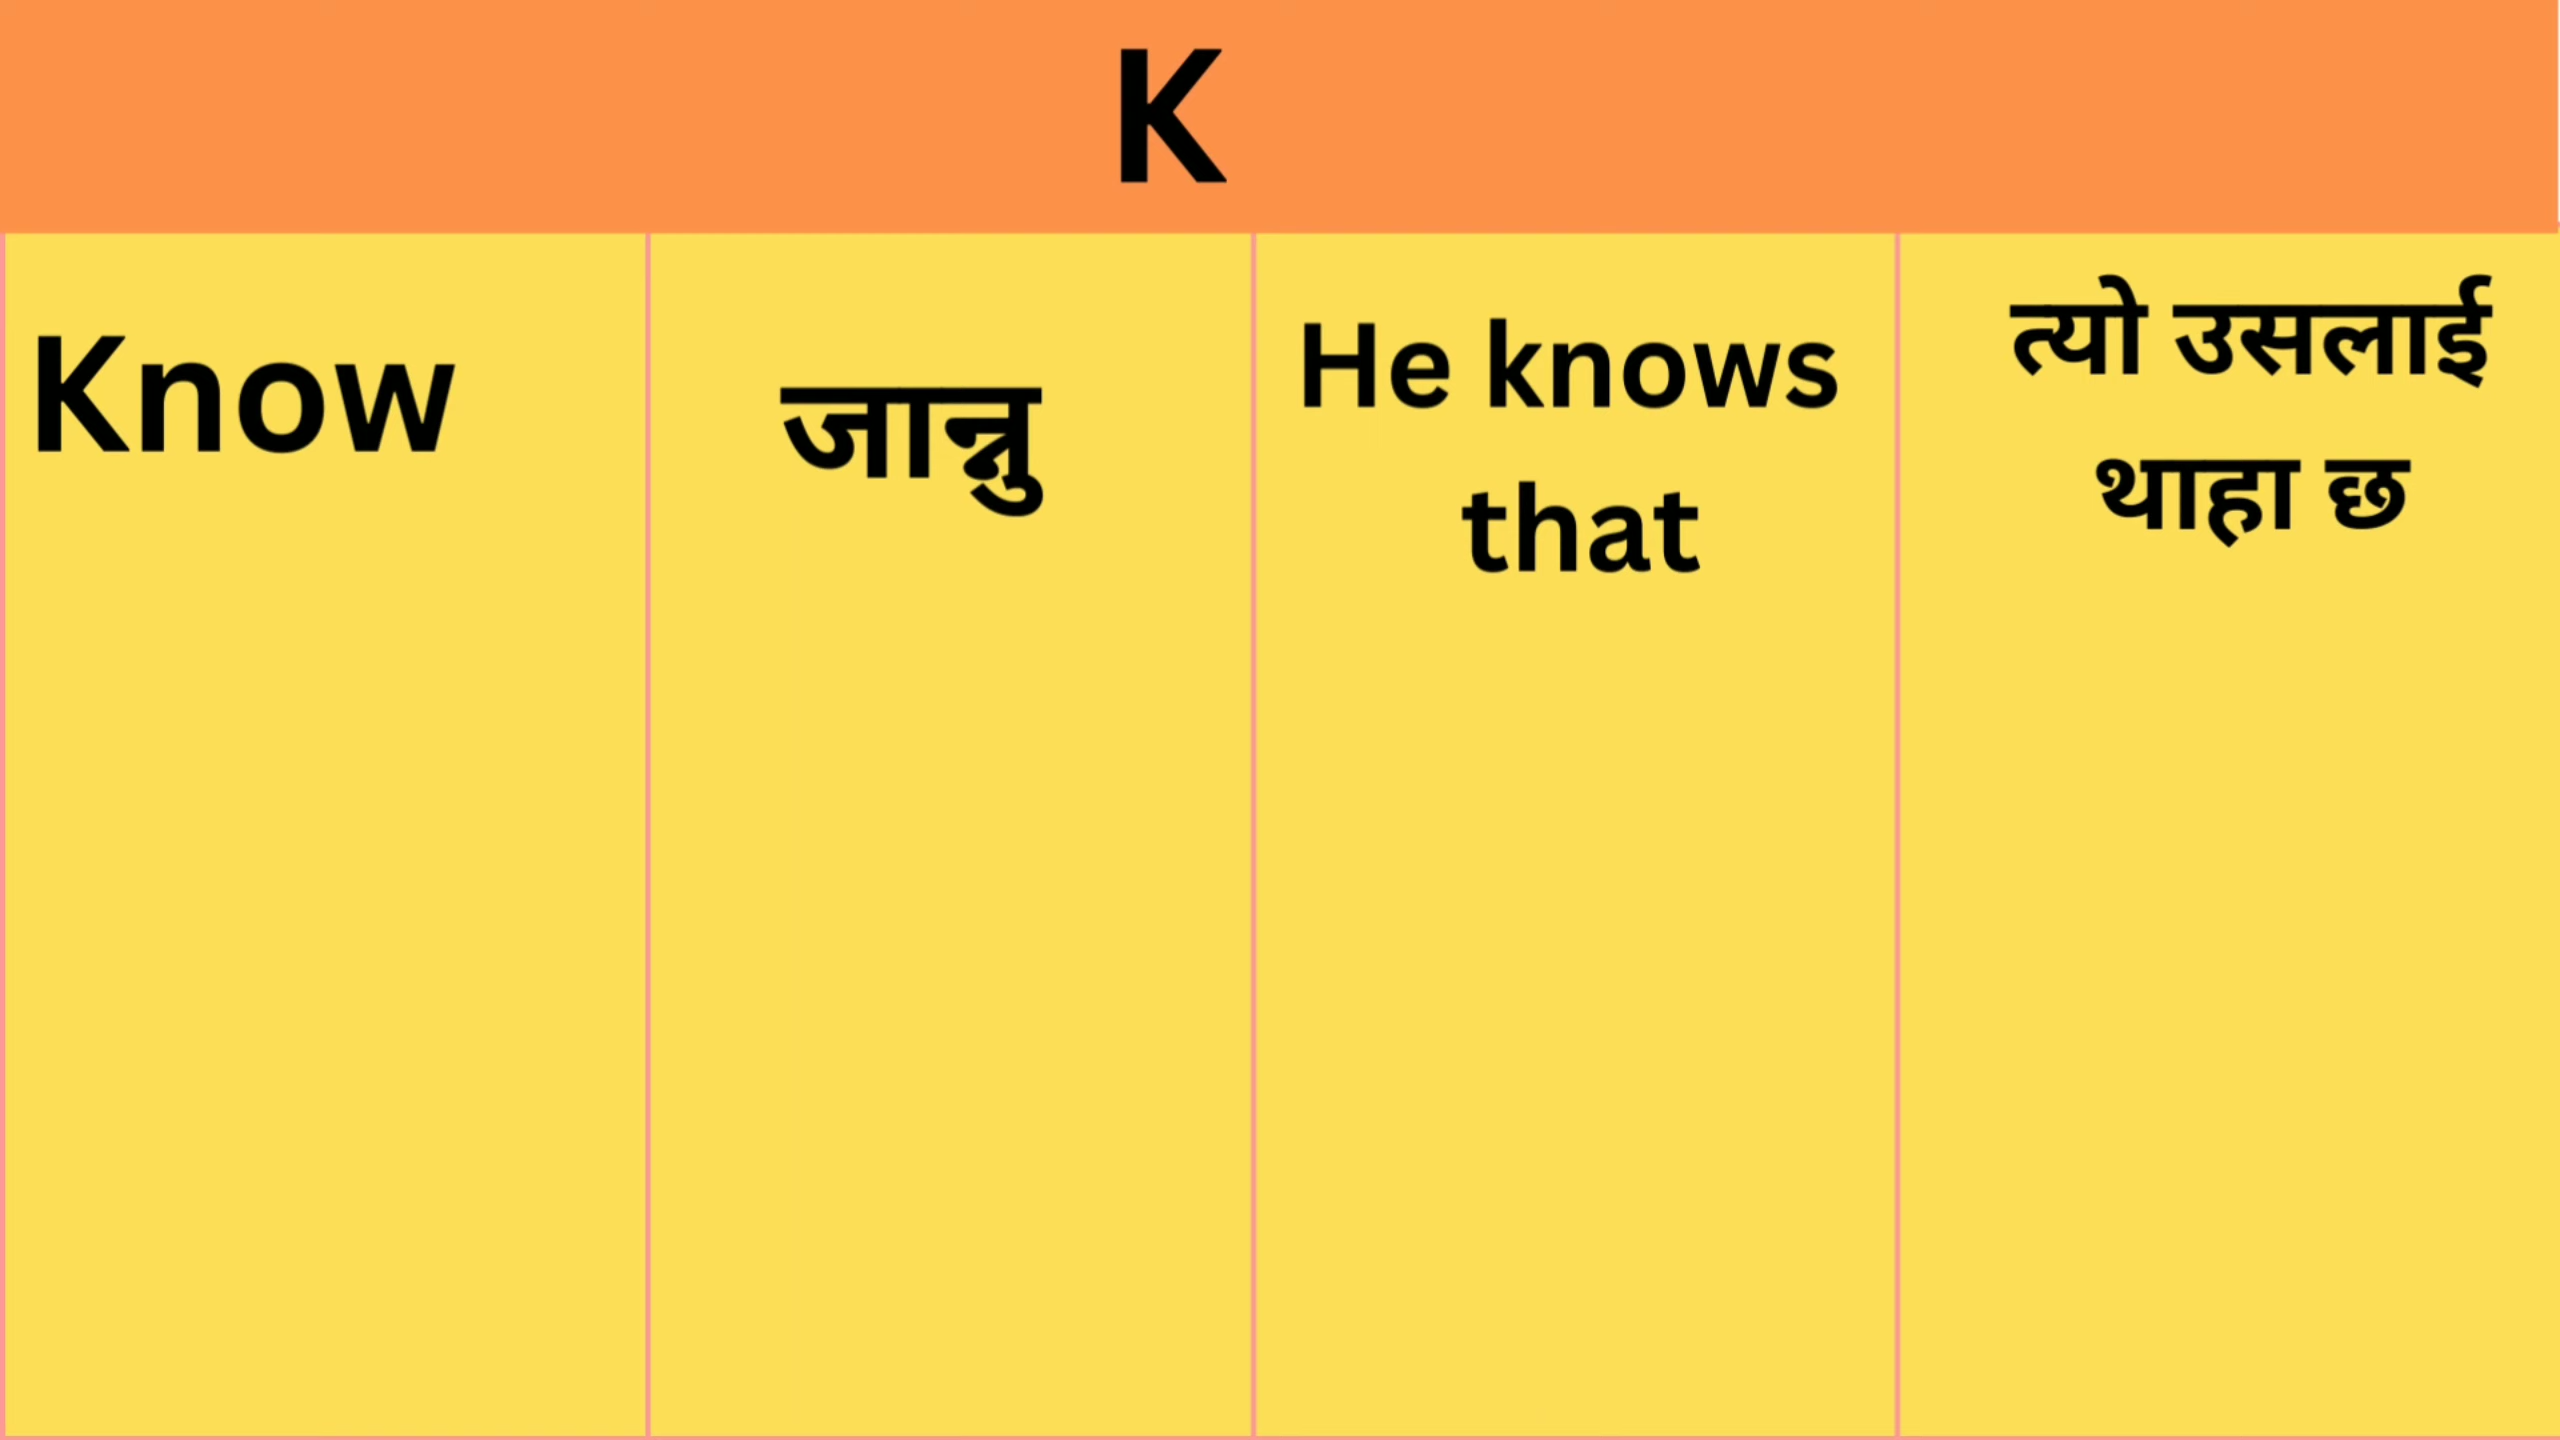 K
Know
जान्नु
He knows
that
त्यो उसलाई
थाहा छ